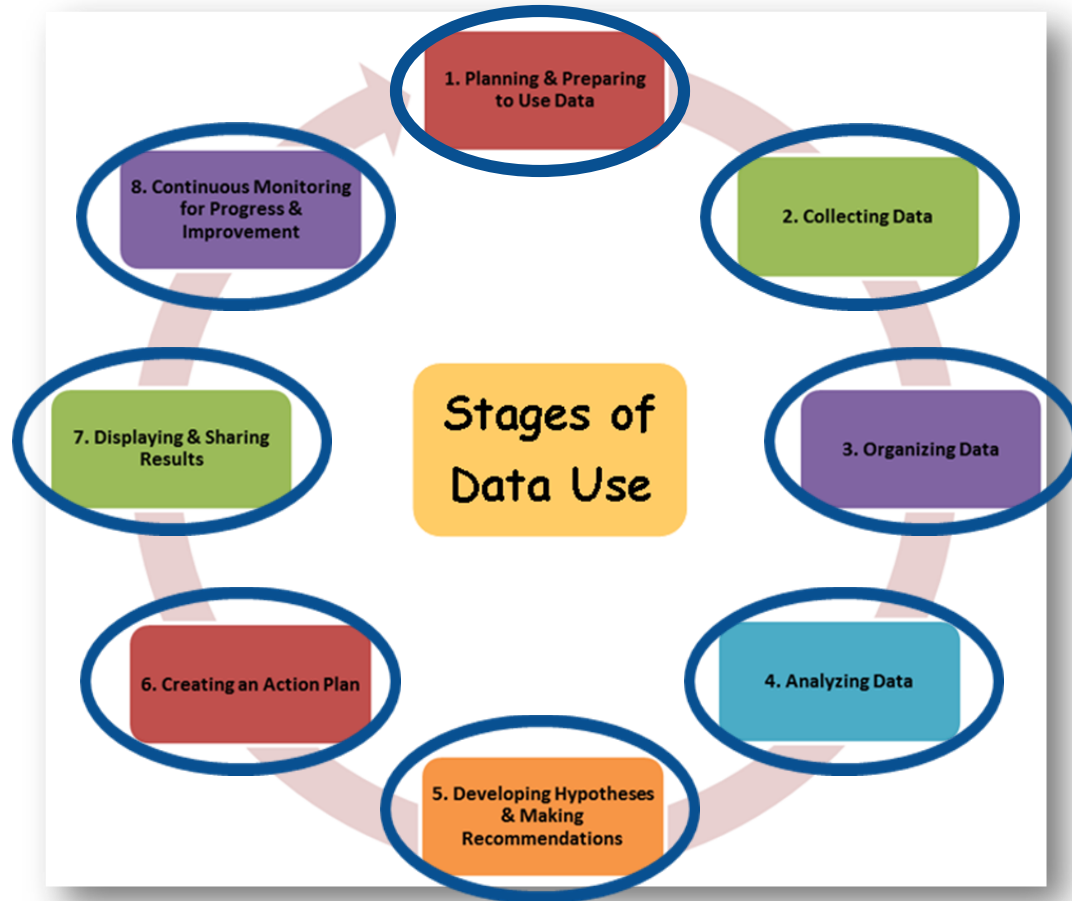 1. Planning & Preparing
to Use Data
2. Collecting Data
3. Organizing Data
4. Analyzing Data
5. Developing Hypotheses
& Making
Recommendations
6. Creating an Action Plan
7. Displaying & Sharing
Results
8. Continuous Monitoring
for Progress &
Improvement
Stages of
Data Use